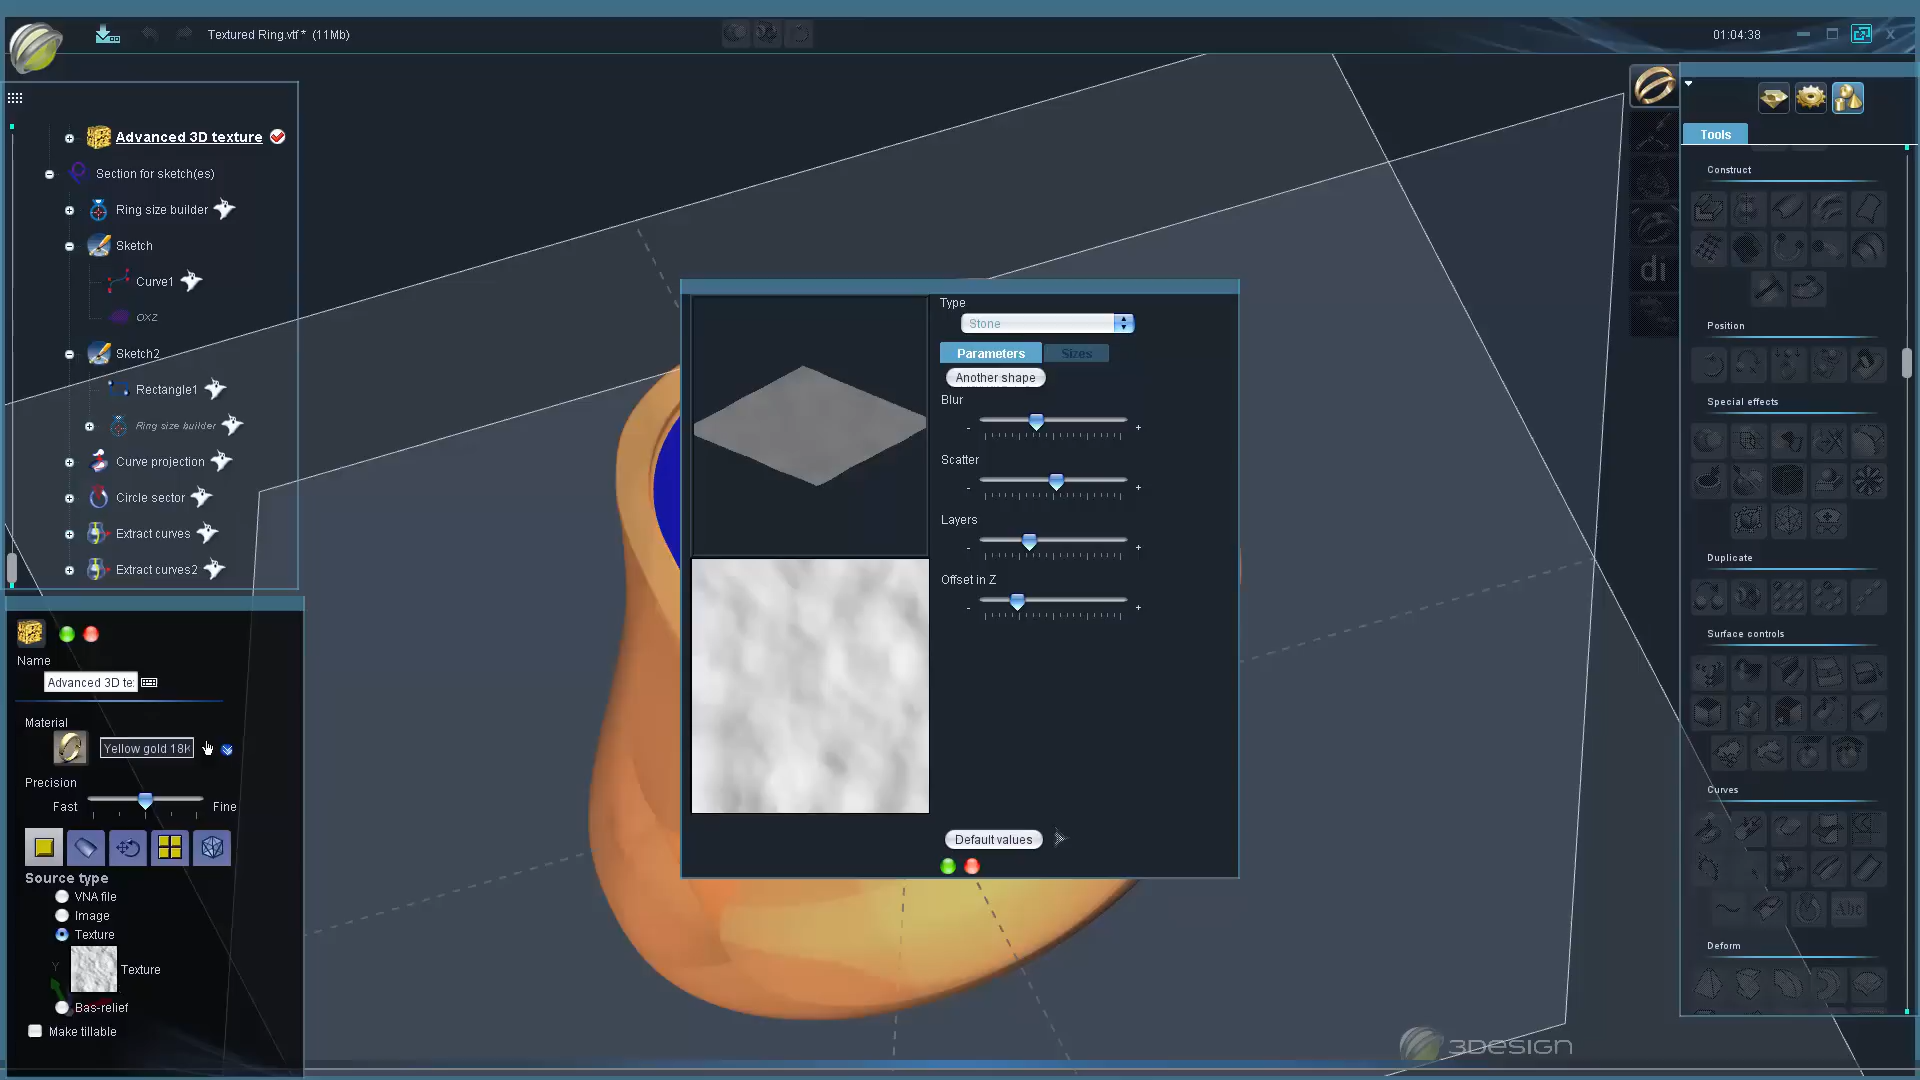 Textured Ring.vtf * (11Mb)
01:04:38
Advanced 3D texture
Section for sketch(es)
Ring size builder
Sketch
Curve1
OXZ
Sketch2
Rectangle1
Ring size builder
Curve projection
Circle sector
Extract curves
Extract curves2
Name
Advanced 3D te:
Material
Yellow gold 18K
Precision
Fast
Fine
Source type
VNA file
Image
Texture
Texture
Y
Bas-relief
Make tillable
Type
Stone
Parameters
Sizes
Another shape
Blur
- +
Scatter
- +
Layers
- +
Offset in Z
- +
Default values
di
Tools
Construct
Position
Special effects
Duplicate
Surface controls
Curves
Abc
Deform
3DESIGN